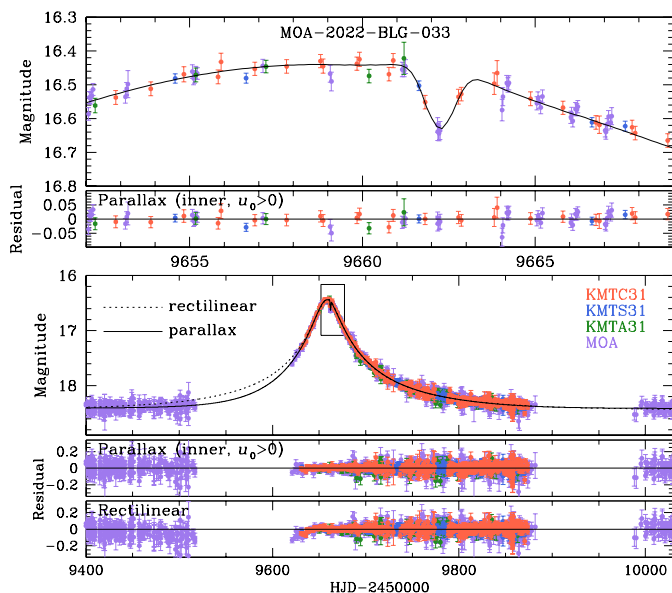 MOA-2022-BLG-033
16.3
16.4
16.5
16.6
16.7
16.8
Magnitude
Parallax (inner, u₀>0)
0.05
0
-0.05
Residual
9655
9660
9665
16
17
18
Magnitude
rectilinear
parallax
KMTC31
KMTS31
KMTA31
MOA
Parallax (inner, u₀>0)
0.2
0
-0.2
Residual
Rectilinear
0.2
0
-0.2
9400
9600
9800
10000
HJD-2450000